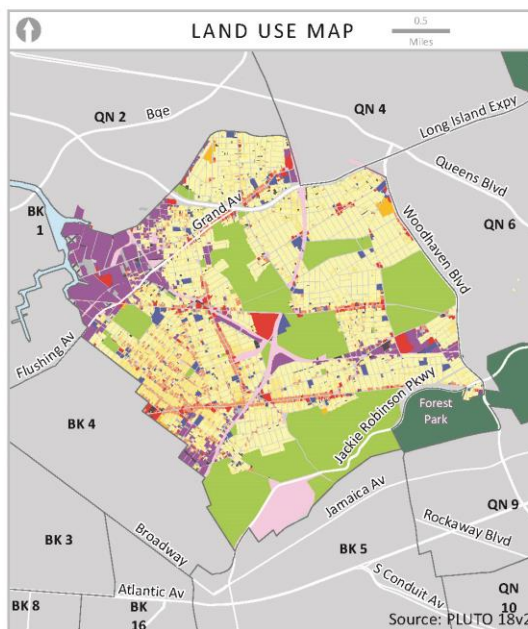 LAND USE MAP
0.5
Miles
QN 2
Bqe
QN 4
Long Island Expy
Queens Blvd
BK
1
Grand Av
Woodhaven Blvd
QN 6
Flushing Av
BK 4
Jackie Robinson Pkwy
Forest
Park
Jamaica Av
QN 9
Rockaway Blvd
BK 3
Broadway
BK 5
Atlantic Av
S Conduit Av
BK 8
BK
16
QN
10
Source: PLUTO 18v2